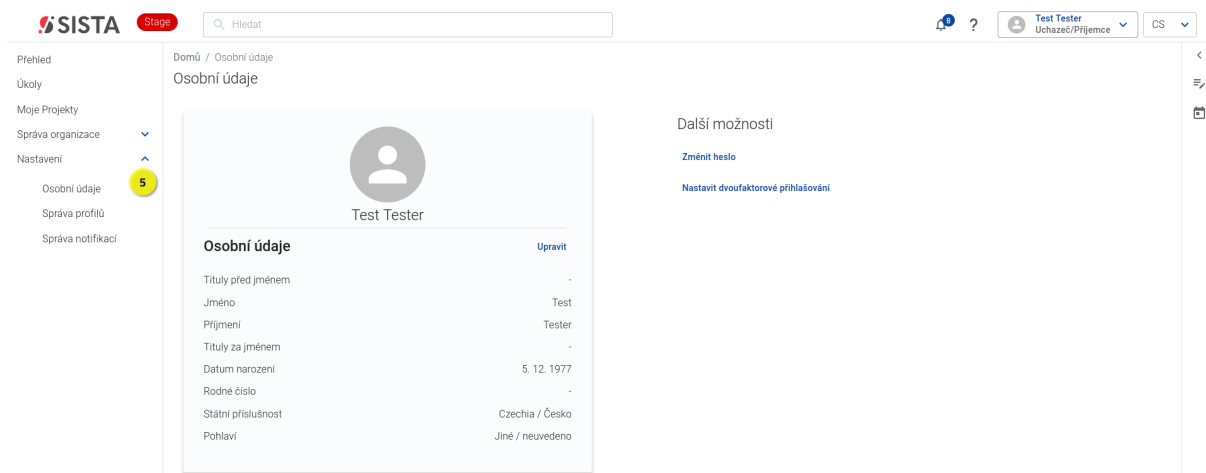 SISTA
Stage
Hledat
8
?
Test Tester
Uchazeč/Příjemce
CS
Přehled
Úkoly
Moje Projekty
Správa organizace
Nastavení
Osobní údaje
5
Správa profilů
Správa notifikací
Domů / Osobní údaje
Osobní údaje
Test Tester
Osobní údaje Upravit
Tituly před jménem -
Jméno Test
Příjmení Tester
Tituly za jménem -
Datum narození 5. 12. 1977
Rodné číslo -
Státní příslušnost Czechia / Česko
Pohlaví Jiné / neuvedeno
Další možnosti
Změnit heslo
Nastavit dvoufaktorové přihlašování